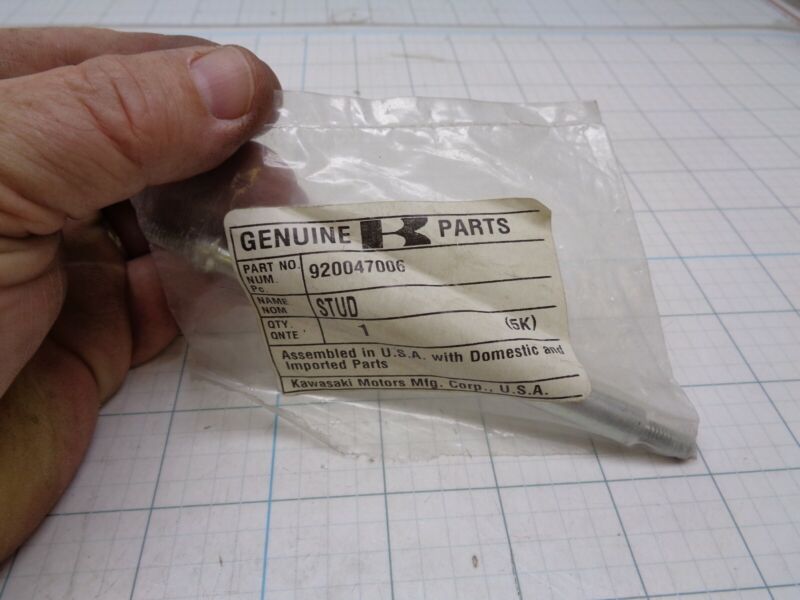 GENUINE K PARTS
PART NO. 920047006
NUM.
Pc.
NAME STUD
NOM
QTY. 1 (5K)
QNTE
Assembled in U.S.A. with Domestic and
Imported Parts
Kawasaki Motors Mfg. Corp., U.S.A.